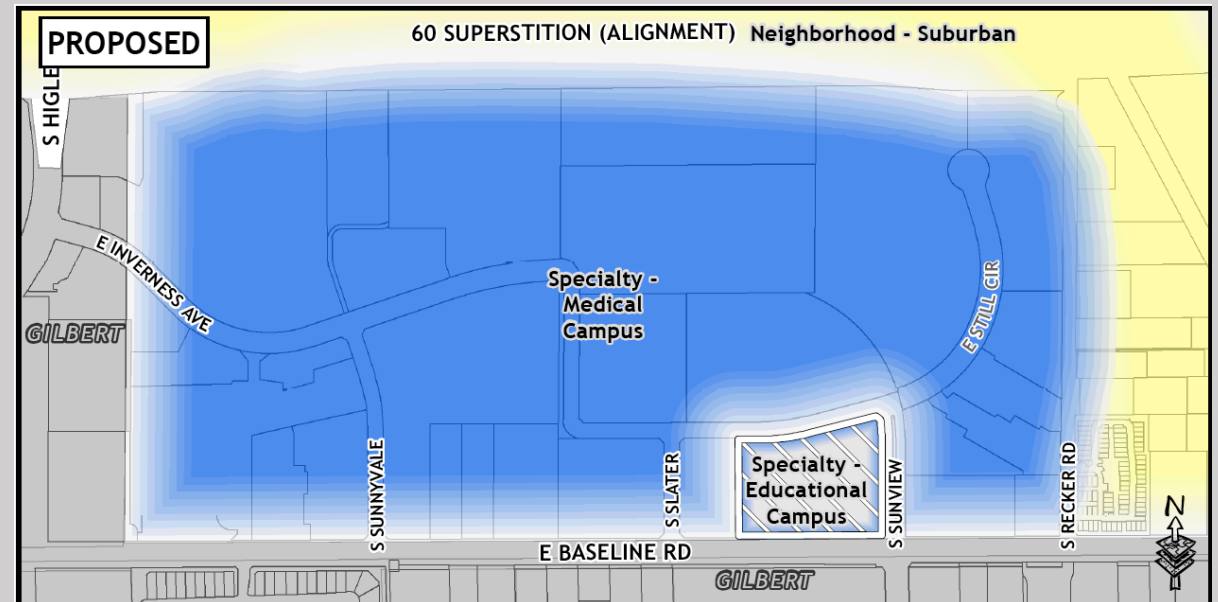 PROPOSED
60 SUPERSTITION (ALIGNMENT) Neighborhood - Suburban
S HIGLE
E INVERNESS AVE
GILBERT
Specialty -
Medical
Campus
E STILL CIR
S SUNNYVALE
S SLATER
Specialty -
Educational
Campus
S SUNVIEW
S RECKER RD
N
E BASELINE RD
GILBERT